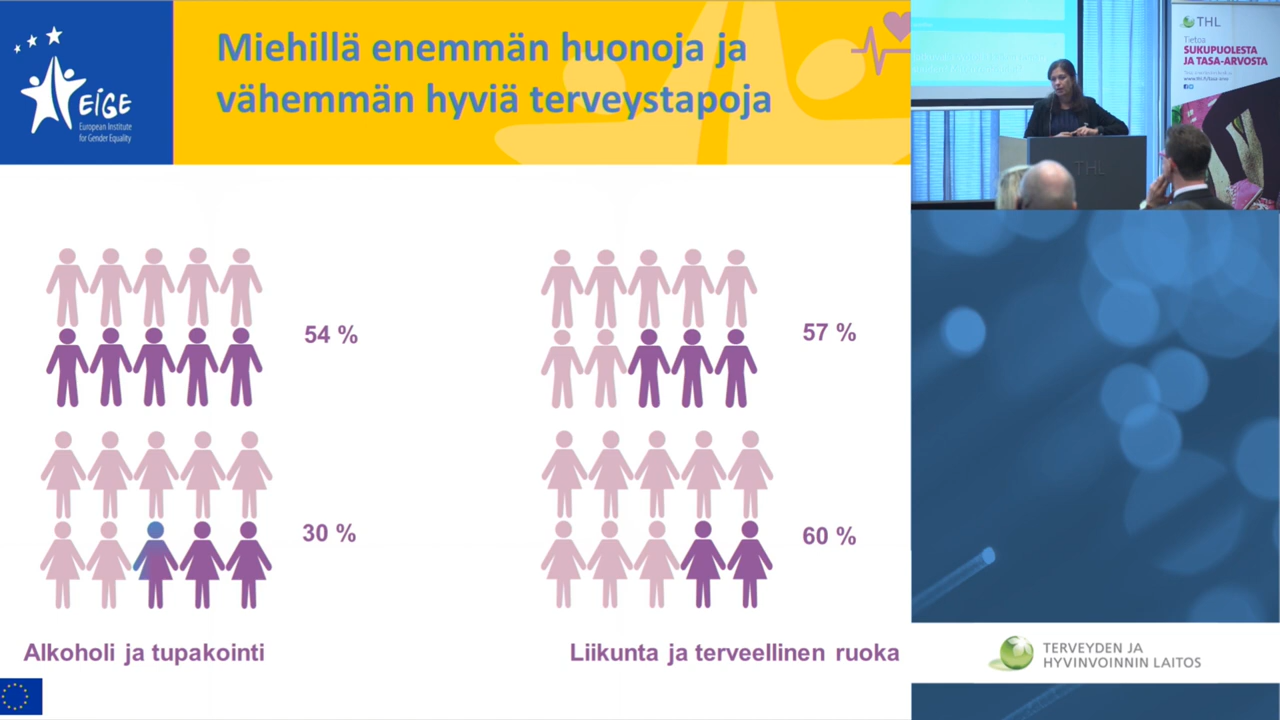 EIGE
European Institute
for Gender Equality
Miehillä enemmän huonoja ja
vähemmän hyviä terveystapoja
54 %
30 %
Alkoholi ja tupakointi
57 %
60 %
Liikunta ja terveellinen ruoka
THL
Tietoa
SUKUPUOLESTA
JA TASA-ARVOSTA
THL
TERVEYDEN JA
HYVINVOINNIN LAITOS